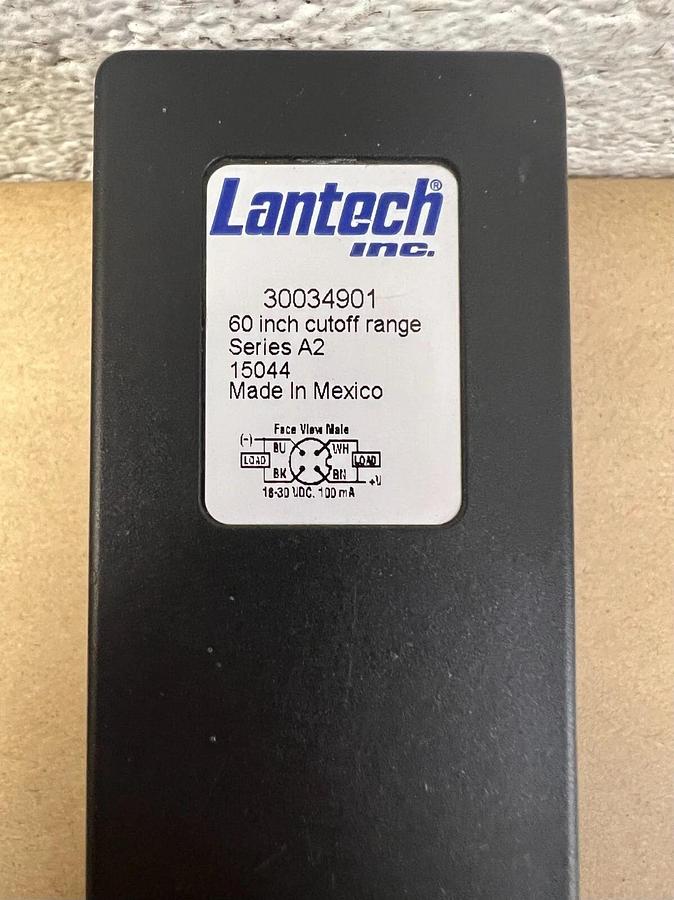 Lantech®
inc.
30034901
60 inch cutoff range
Series A2
15044
Made In Mexico
Face View Male
(-) BU WH
LOAD LOAD
BK BN +V
18-30 VDC, 100 mA